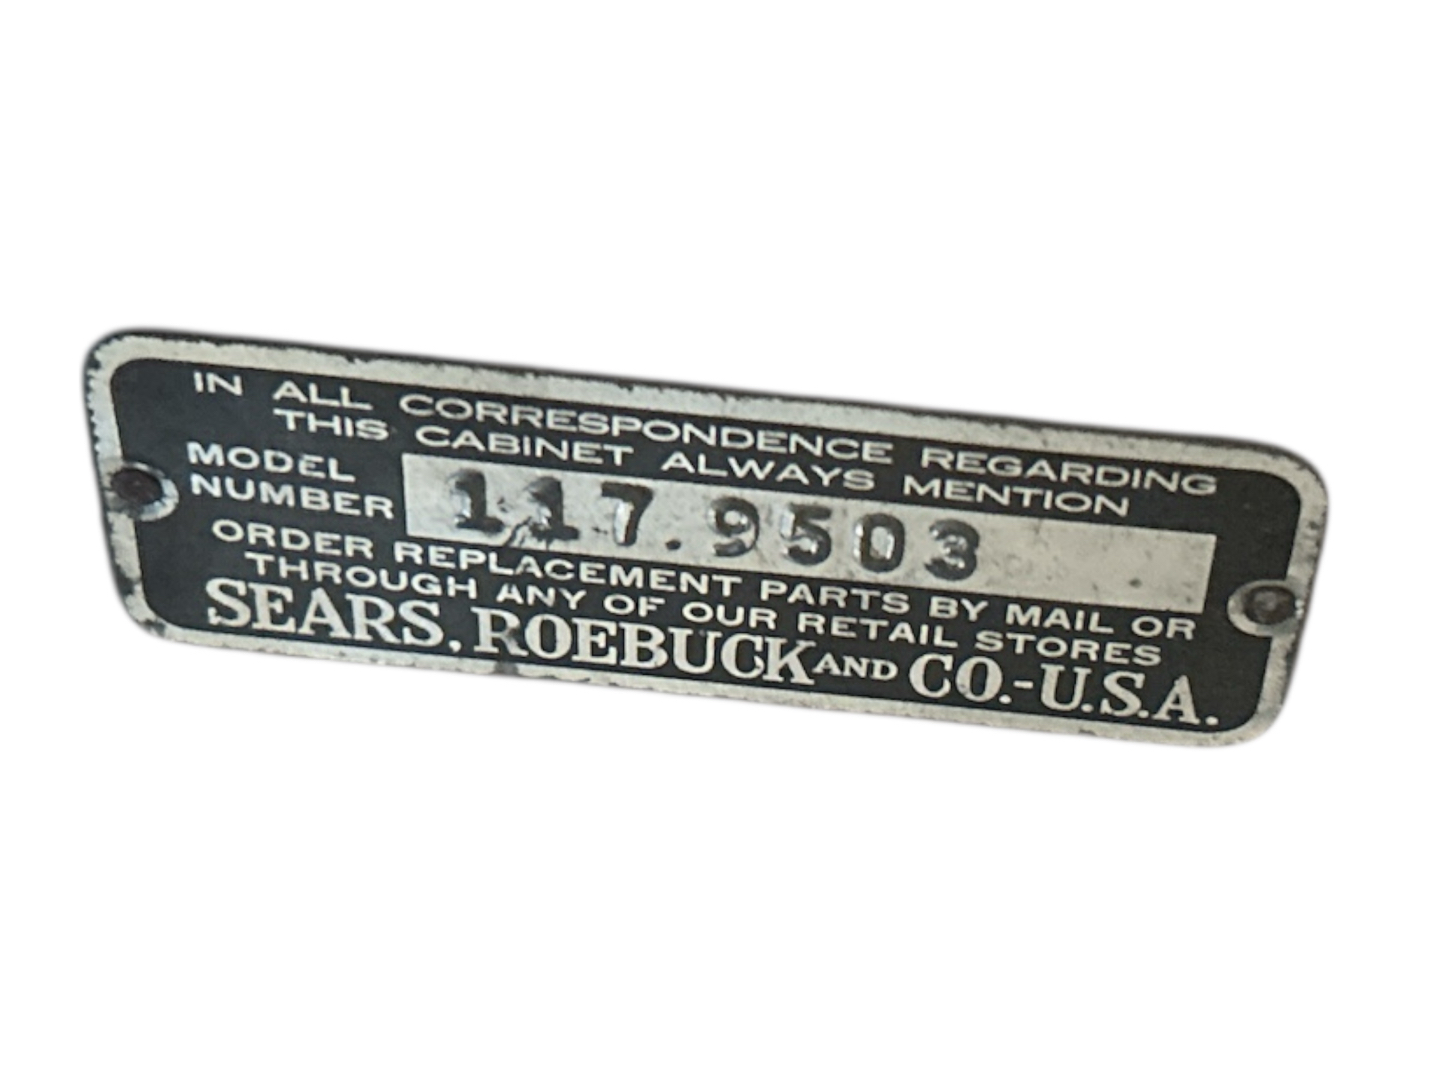 IN ALL CORRESPONDENCE REGARDING
THIS CABINET ALWAYS MENTION
MODEL
NUMBER 117.9503
ORDER REPLACEMENT PARTS BY MAIL OR
THROUGH ANY OF OUR RETAIL STORES
SEARS, ROEBUCK AND CO.-U.S.A.